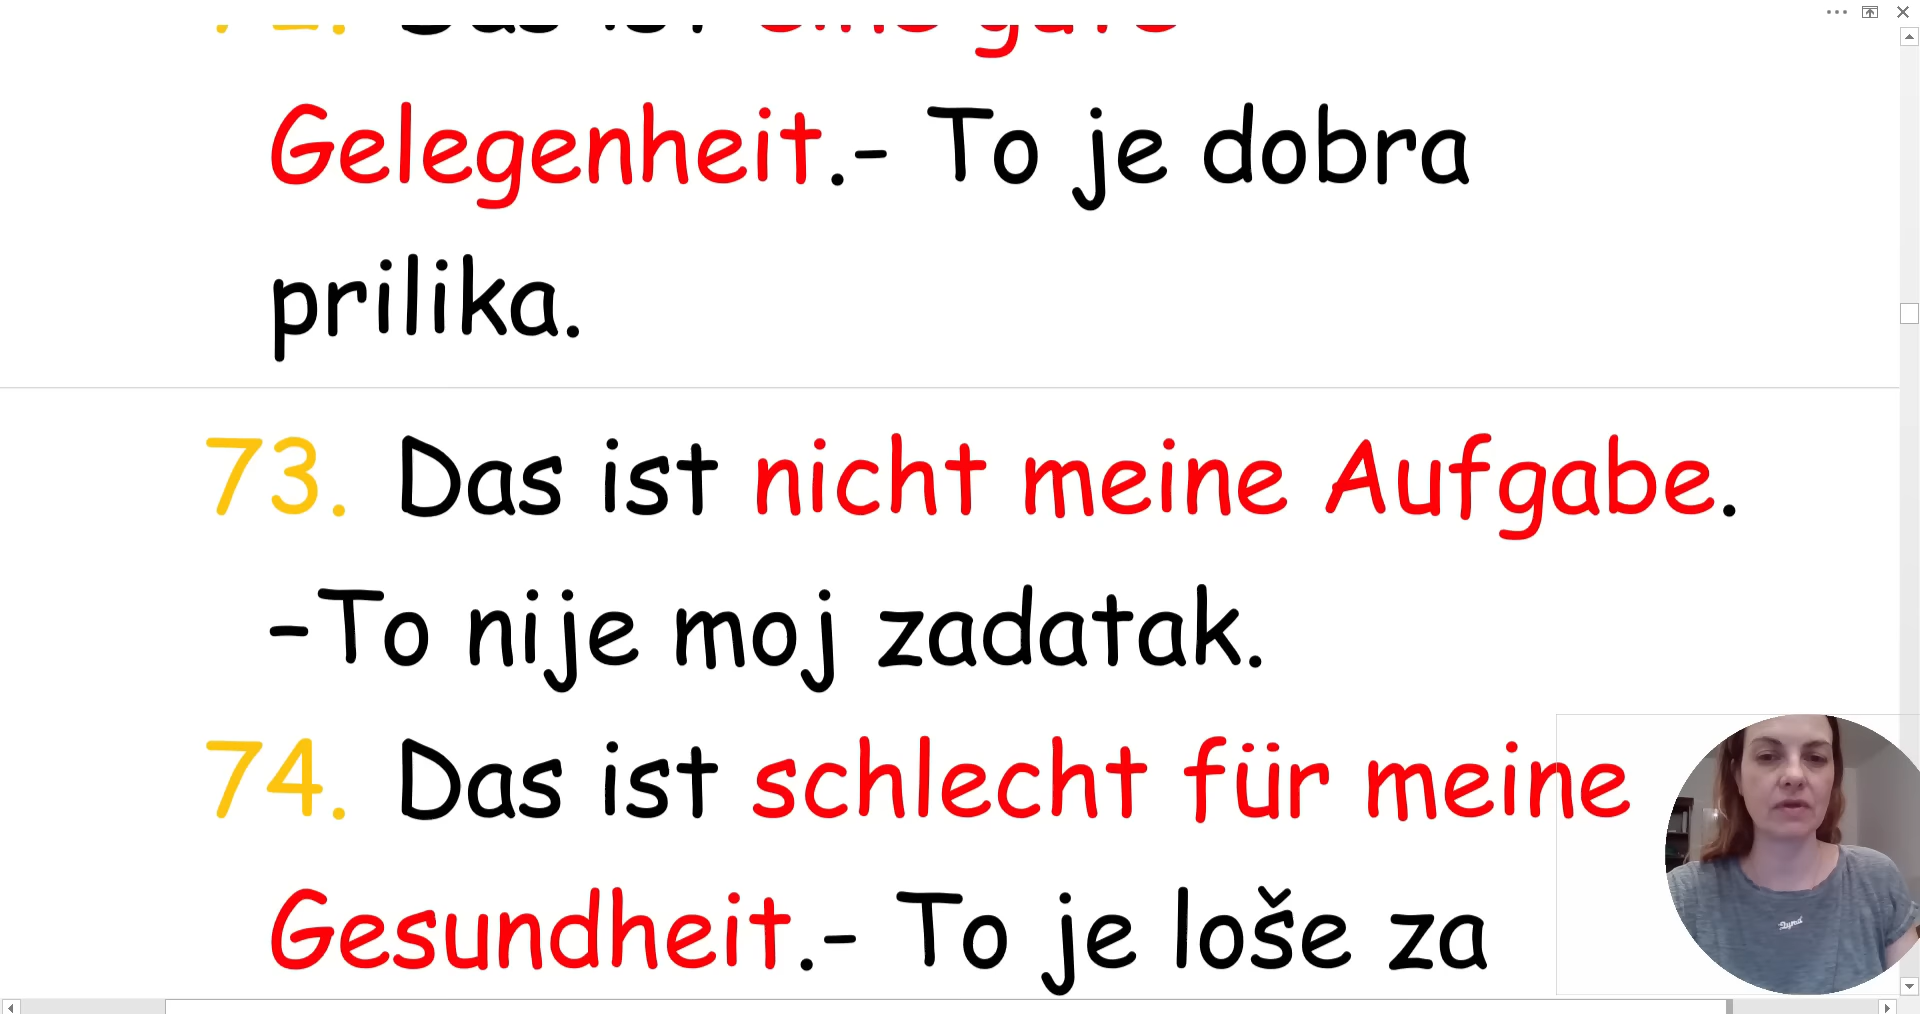 Gelegenheit.- To je dobra
prilika.
73. Das ist nicht meine Aufgabe.
-To nije moj zadatak.
74. Das ist schlecht für meine
Gesundheit.- To je loše za